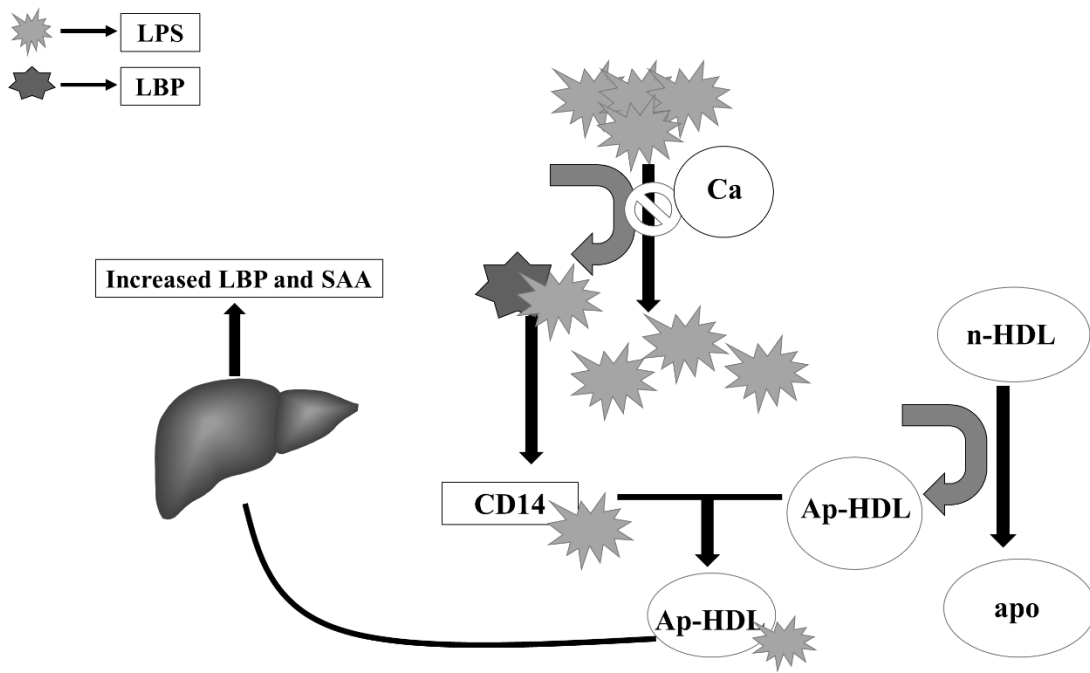 LPS
LBP
Ca
Increased LBP and SAA
n-HDL
CD14
Ap-HDL
Ap-HDL
apo